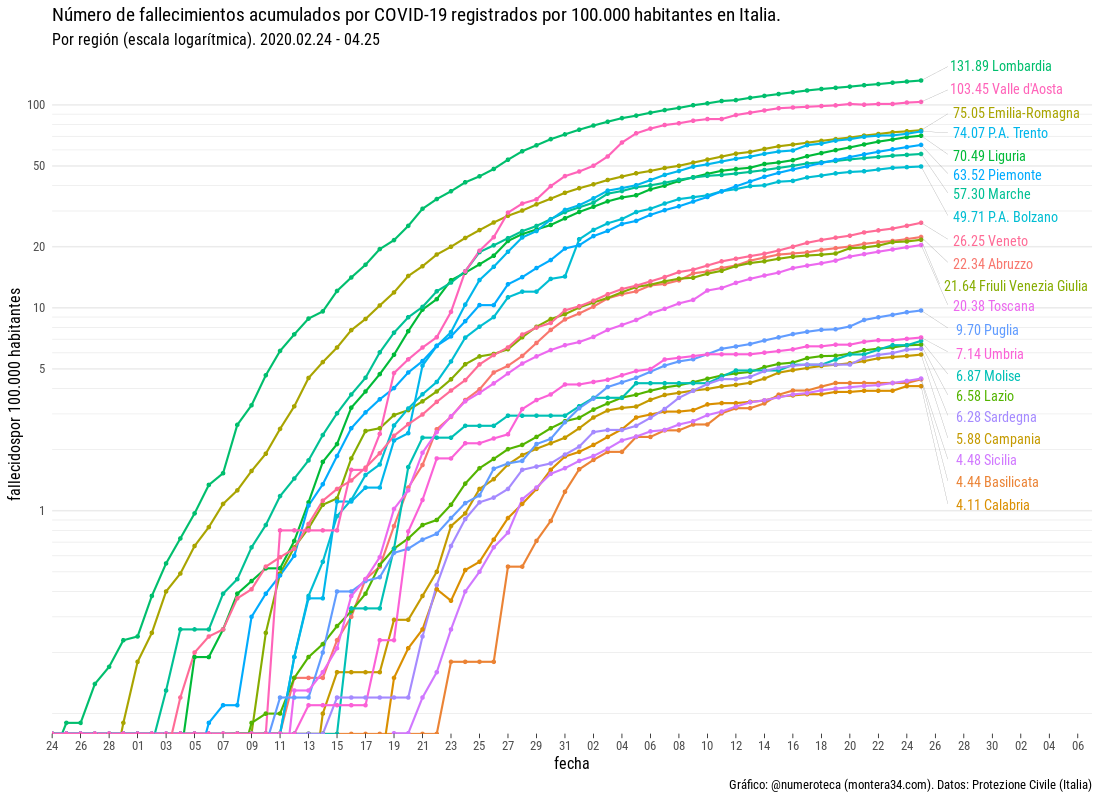 Número de fallecimientos acumulados por COVID-19 registrados por 100.000 habitantes en Italia.
Por región (escala logarítmica). 2020.02.24 - 04.25
131.89 Lombardia
103.45 Valle d'Aosta
75.05 Emilia-Romagna
74.07 P.A. Trento
70.49 Liguria
63.52 Piemonte
57.30 Marche
49.71 P.A. Bolzano
26.25 Veneto
22.34 Abruzzo
21.64 Friuli Venezia Giulia
20.38 Toscana
9.70 Puglia
7.14 Umbria
6.87 Molise
6.58 Lazio
6.28 Sardegna
5.88 Campania
4.48 Sicilia
4.44 Basilicata
4.11 Calabria
100
50
20
10
5
1
fallecidospor 100.000 habitantes
24 26 28 01 03 05 07 09 11 13 15 17 19 21 23 25 27 29 31 02 04 06 08 10 12 14 16 18 20 22 24 26 28 30 02 04 06
fecha
Gráfico: @numeroteca (montera34.com). Datos: Protezione Civile (Italia)